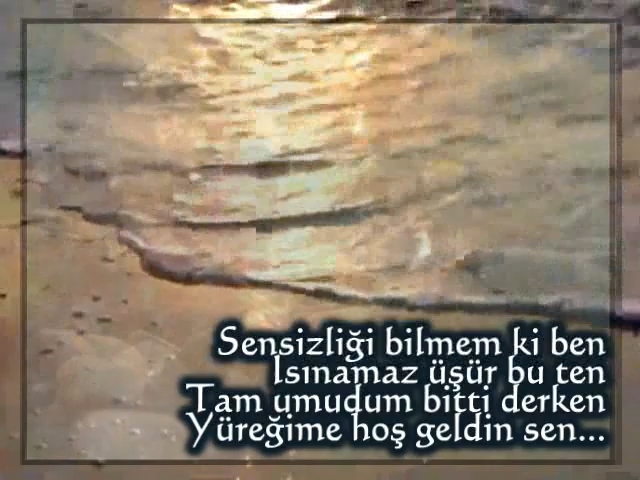 Sensizliği bilmem ki ben
Isınamaz üşür bu ten
Tam umudum bitti derken
Yüreğime hoş geldin sen...